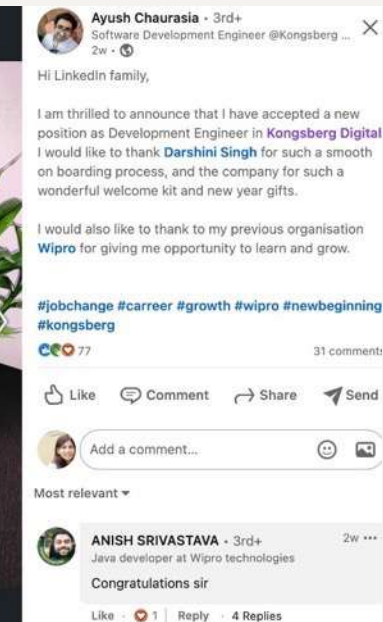 Ayush Chaurasia • 3rd+
Software Development Engineer @Kongsberg ...
2w •
Hi LinkedIn family,
I am thrilled to announce that I have accepted a new
position as Development Engineer in Kongsberg Digital
I would like to thank Darshini Singh for such a smooth
on boarding process, and the company for such a
wonderful welcome kit and new year gifts.
I would also like to thank to my previous organisation
Wipro for giving me opportunity to learn and grow.
#jobchange #carreer #growth #wipro #newbeginning
#kongsberg
77
31 comments
Like
Comment
Share
Send
Add a comment...
Most relevant
ANISH SRIVASTAVA • 3rd+
2w •••
Java developer at Wipro technologies
Congratulations sir
Like · 1 | Reply · 4 Replies